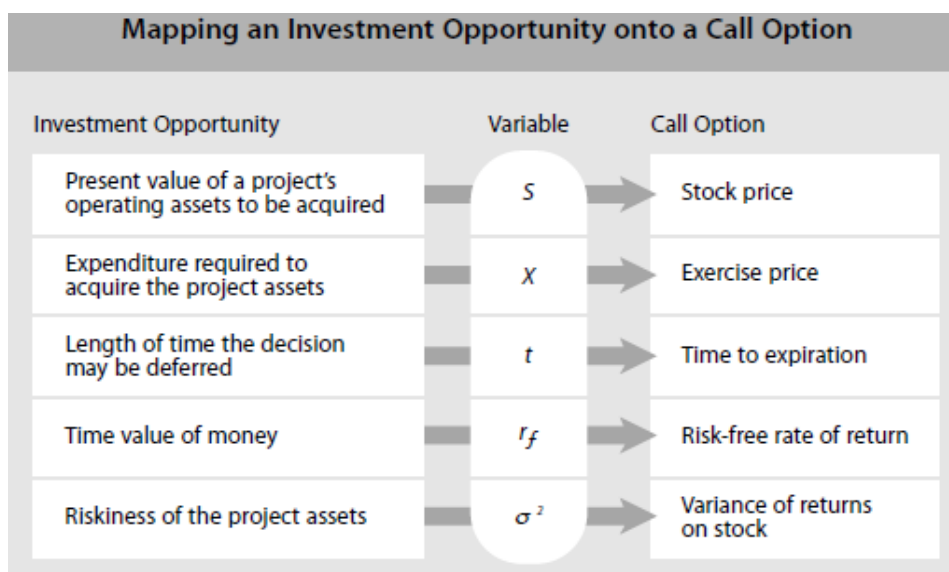 Mapping an Investment Opportunity onto a Call Option
Investment Opportunity Variable Call Option
Present value of a project's
operating assets to be acquired
S
Stock price
Expenditure required to
acquire the project assets
X
Exercise price
Length of time the decision
may be deferred
t
Time to expiration
Time value of money
rf
Risk-free rate of return
Riskiness of the project assets
σ²
Variance of returns
on stock